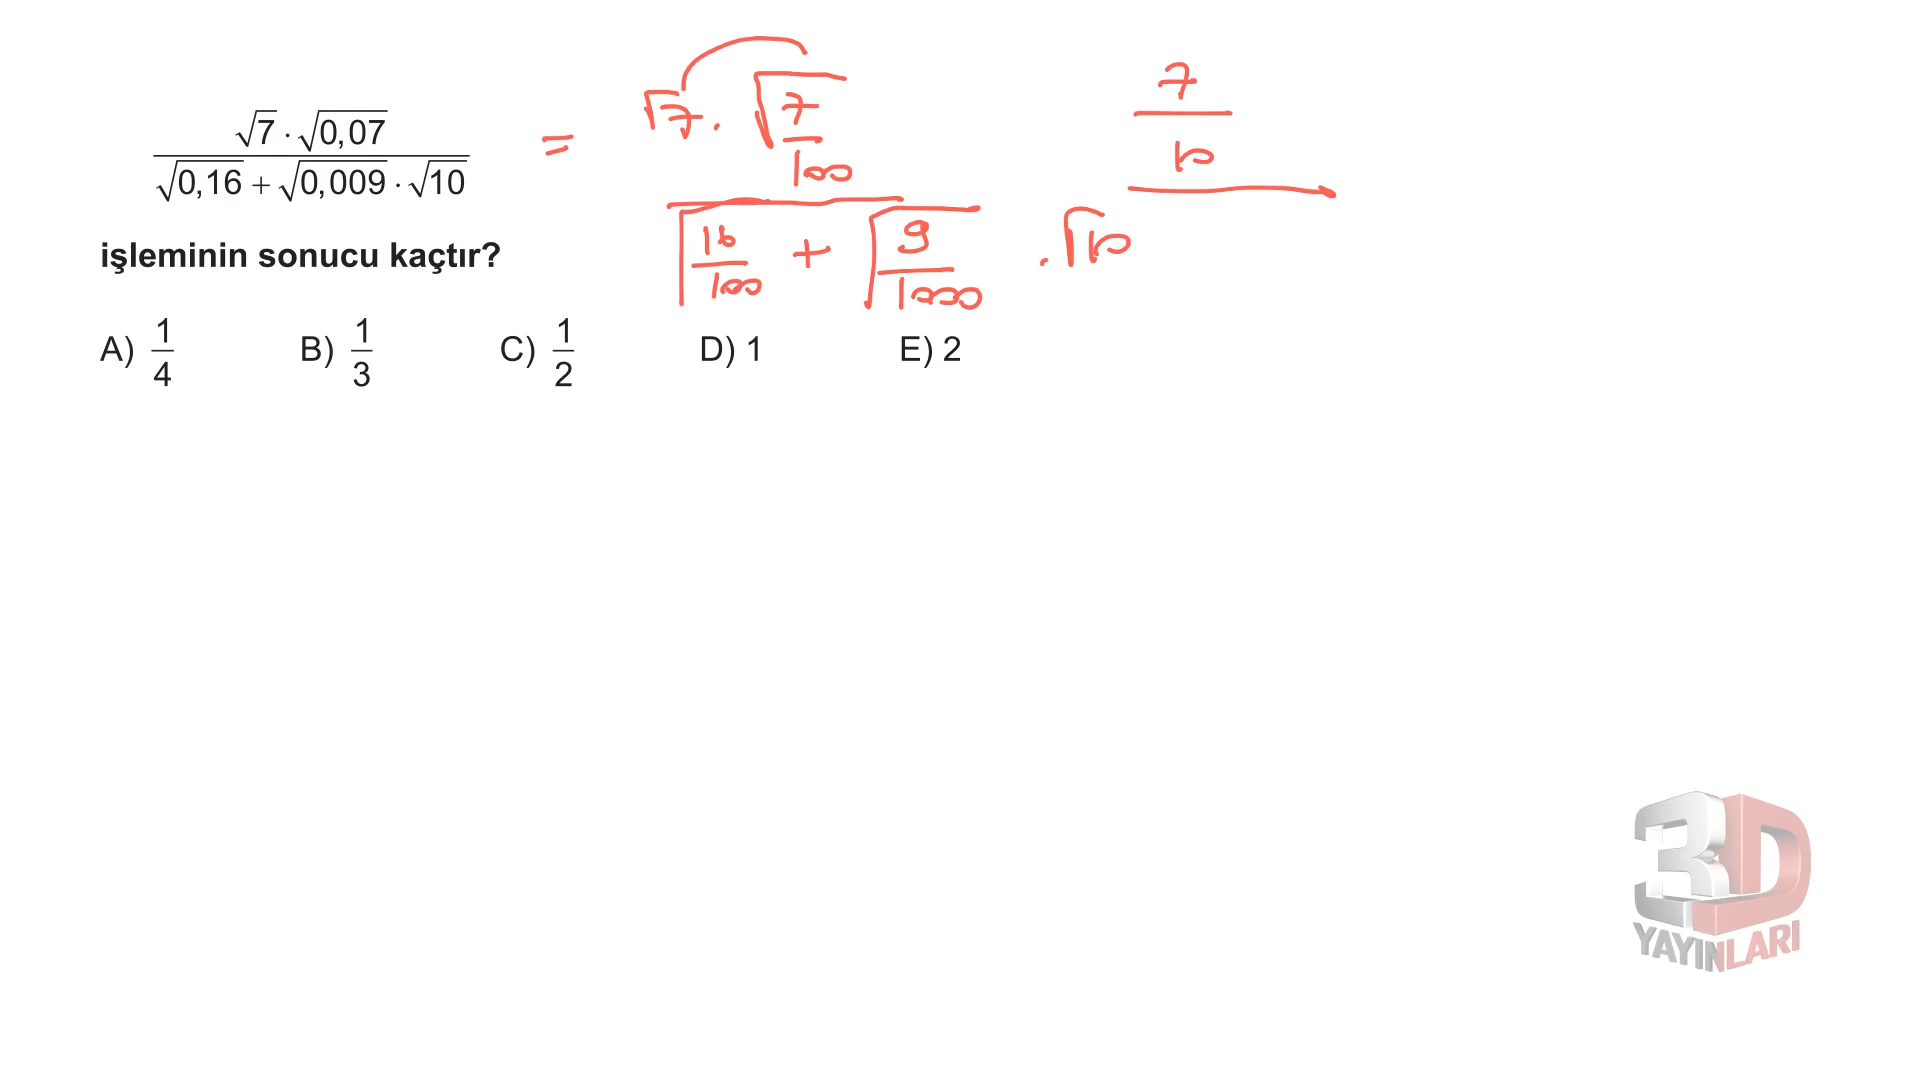 √7 · √0,07 = √7 . √7/100 7/10
√0,16 + √0,009 · √10 √16/100 + √9/1000 . √10
işleminin sonucu kaçtır?
A) 1/4 B) 1/3 C) 1/2 D) 1 E) 2
3D
YAYINLARI